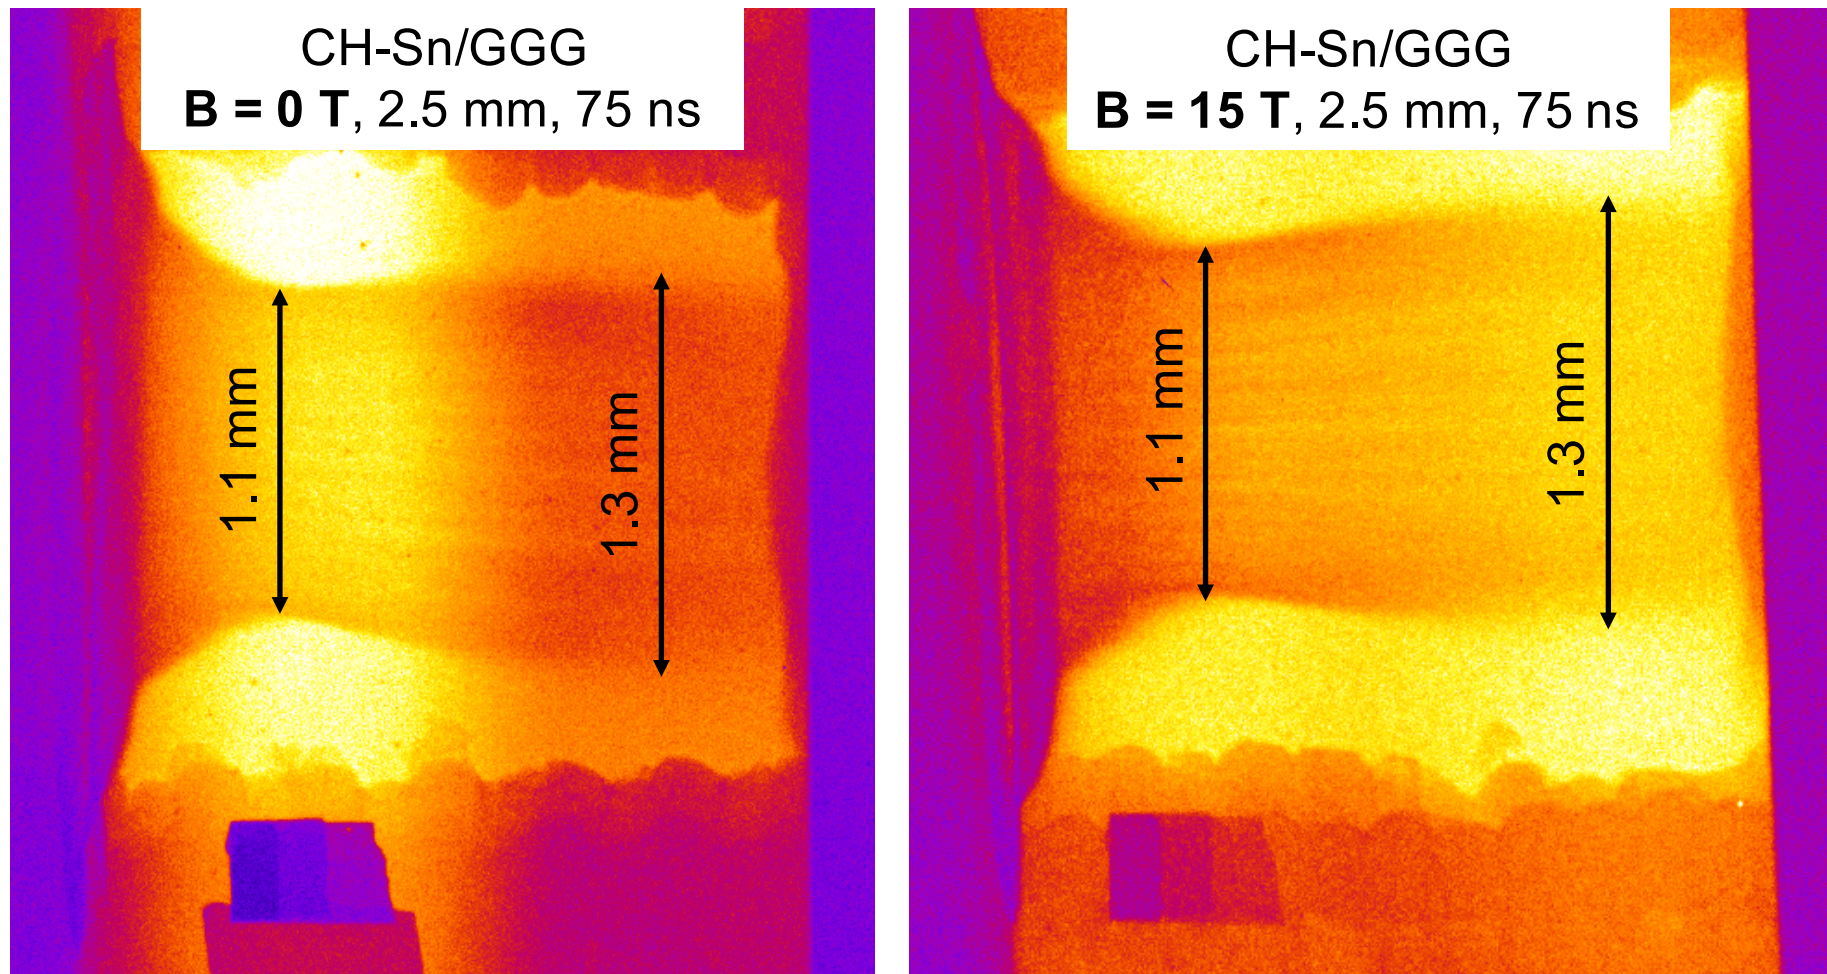 CH-Sn/GGG
B = 0 T, 2.5 mm, 75 ns
1.1 mm
1.3 mm
CH-Sn/GGG
B = 15 T, 2.5 mm, 75 ns
1.1 mm
1.3 mm